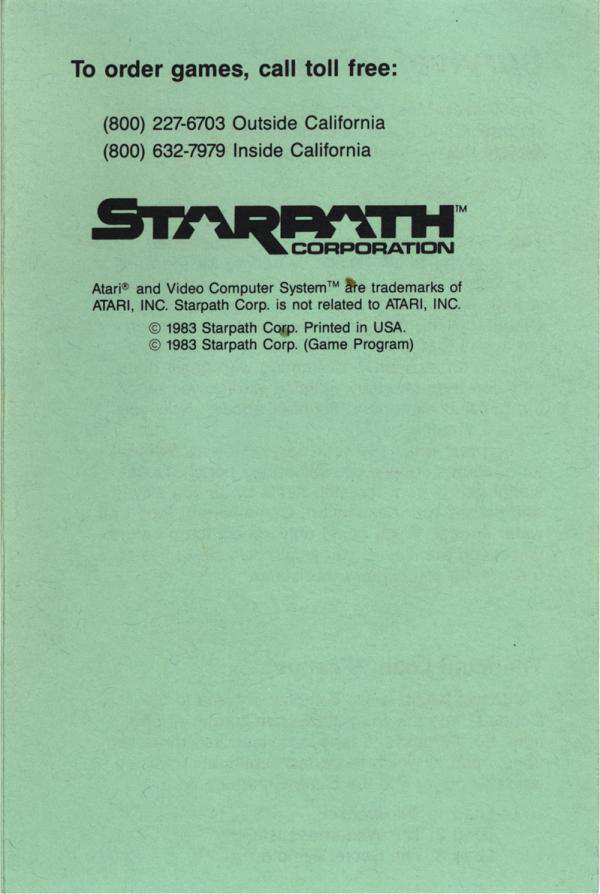 To order games, call toll free:
(800) 227-6703 Outside California
(800) 632-7979 Inside California
STARPATH™
CORPORATION
Atari® and Video Computer System™ are trademarks of
ATARI, INC. Starpath Corp. is not related to ATARI, INC.
© 1983 Starpath Corp. Printed in USA.
© 1983 Starpath Corp. (Game Program)